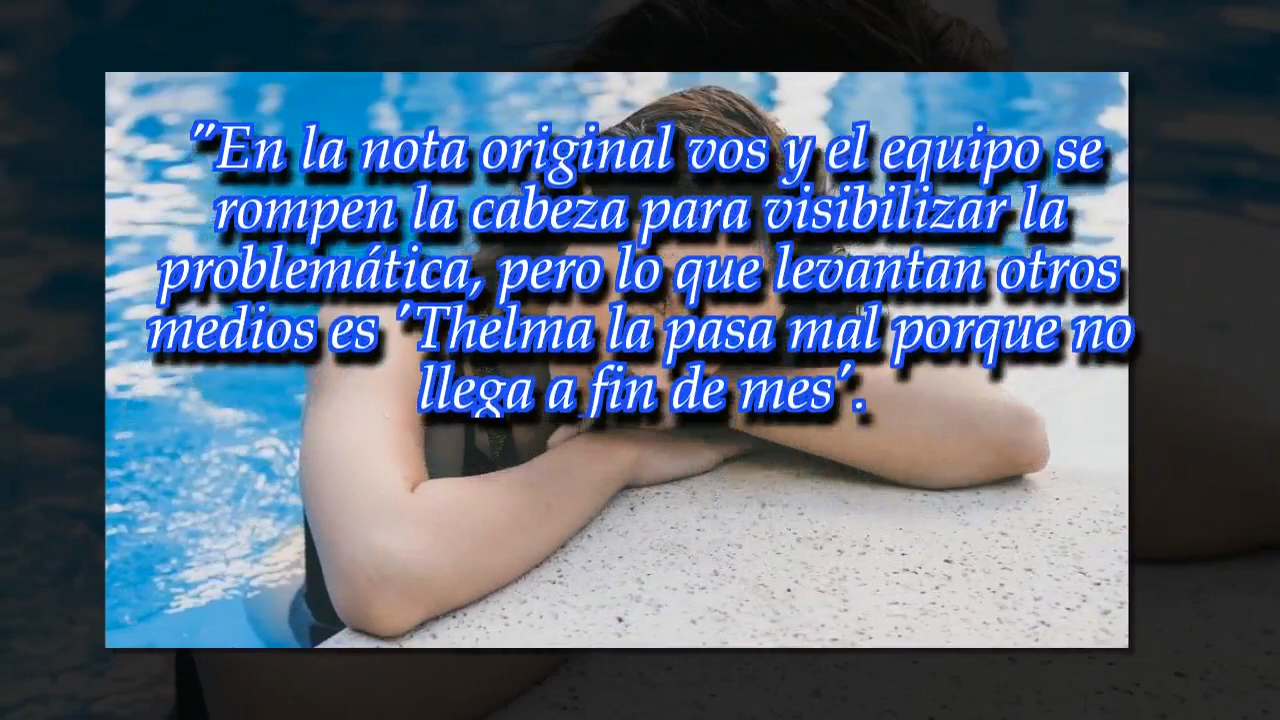 "En la nota original vos y el equipo se
rompen la cabeza para visibilizar la
problemática, pero lo que levantan otros
medios es 'Thelma la pasa mal porque no
llega a fin de mes'.